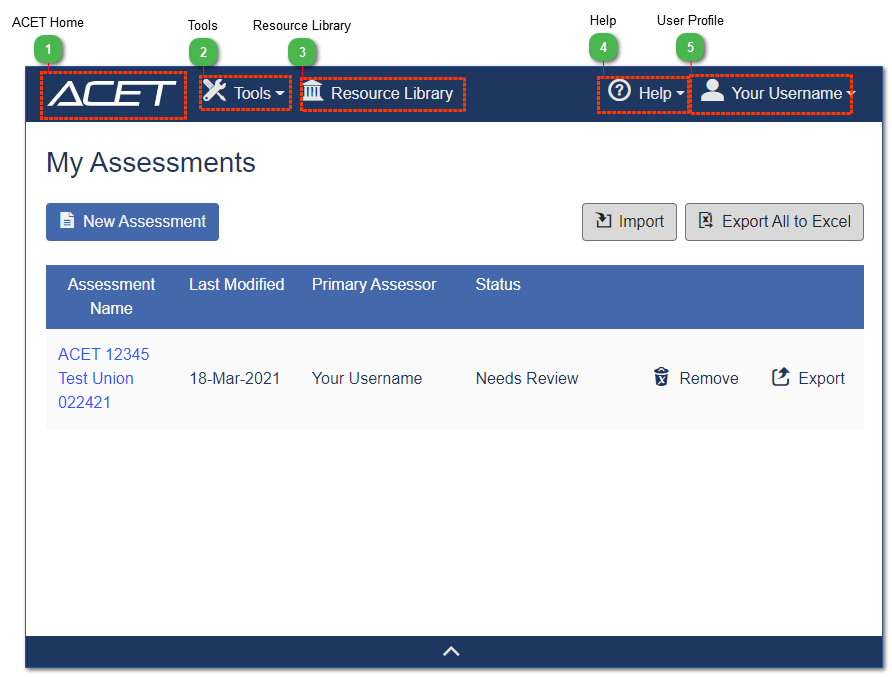 ACET Home
Tools
Resource Library
Help
User Profile
1
2
3
4
5
ACET
Tools
Resource Library
Help
Your Username
My Assessments
New Assessment
Import
Export All to Excel
Assessment
Name
Last Modified
Primary Assessor
Status
ACET 12345
Test Union
022421
18-Mar-2021
Your Username
Needs Review
Remove
Export